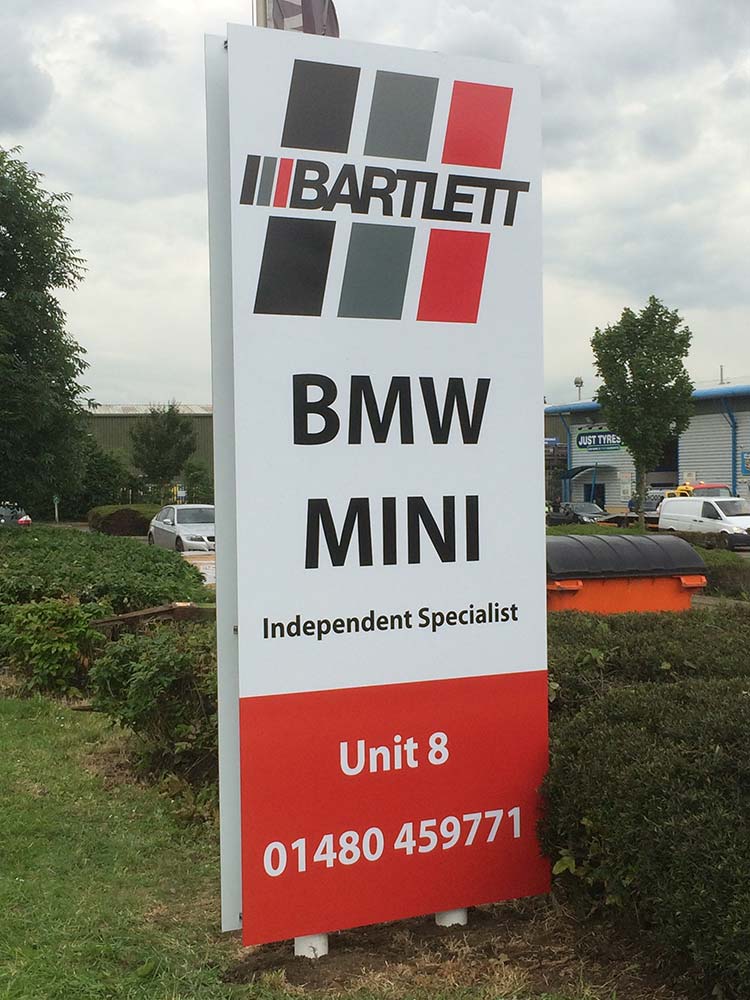 BARTLETT
BMW
MINI
Independent Specialist
Unit 8
01480 459771
JUST TYRES